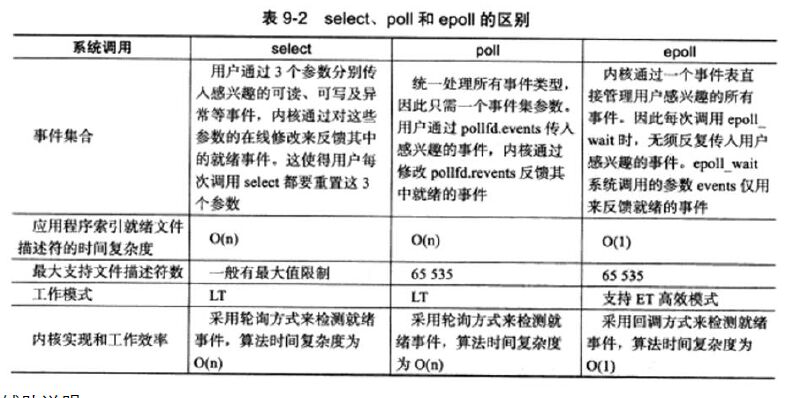 表 9-2 select、poll 和 epoll 的区别
系统调用 select poll epoll
事件集合
用户通过 3 个参数分别传
入感兴趣的可读、可写及异
常等事件，内核通过对这些
参数的在线修改来反馈其中
的就绪事件。这使得用户每
次调用 select 都要重置这 3
个参数
统一处理所有事件类型，
因此只需一个事件集参数。
用户通过 pollfd.events 传入
感兴趣的事件，内核通过
修改 pollfd.revents 反馈其
中就绪的事件
内核通过一个事件表直
接管理用户感兴趣的所有
事件。因此每次调用 epoll_
wait 时，无须反复传入用户
感兴趣的事件。epoll_wait
系统调用的参数 events 仅用
来反馈就绪的事件
应用程序索引就绪文件
描述符的时间复杂度
O(n) O(n) O(1)
最大支持文件描述符数 一般有最大值限制 65 535 65 535
工作模式 LT LT 支持 ET 高效模式
内核实现和工作效率
采用轮询方式来检测就绪
事件，算法时间复杂度为
O(n)
采用轮询方式来检测就
绪事件，算法时间复杂度
为 O(n)
采用回调方式来检测就绪
事件，算法时间复杂度为
O(1)